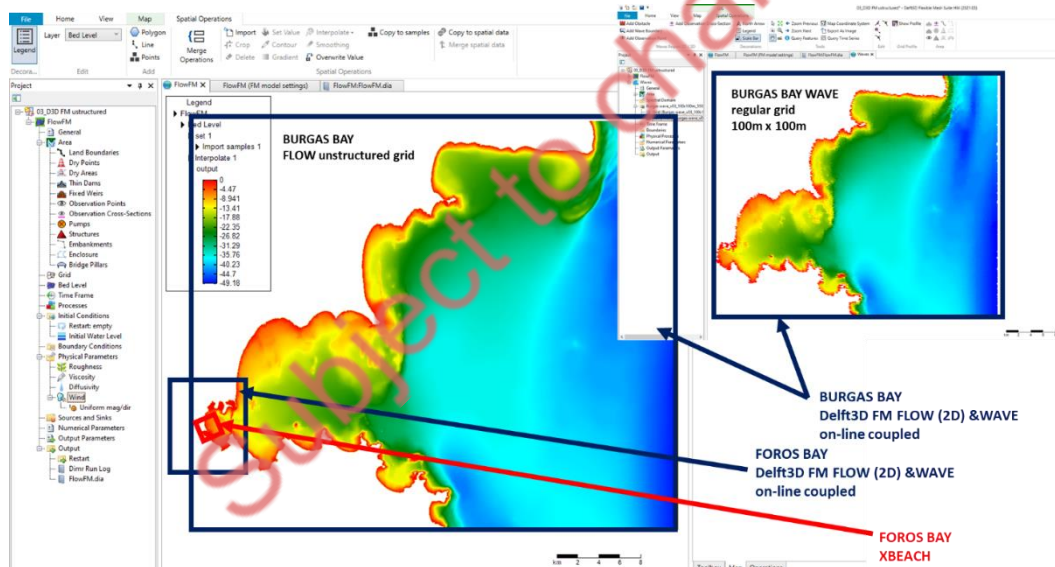 File Home View Map Spatial Operations
Legend
Layer Bed Level
Polygon
Line
Points
Merge Operations
Import Set Value Interpolate Copy to samples Copy to spatial data
Crop Contour Smoothing Merge spatial data
Delete Gradient Overwrite Value
Decora... Edit Add Spatial Operations
Project
FlowFM FlowFM (FM model settings) FlowFM:FlowFM.dia
03_D3D FM ustructured
FlowFM
General
Area
Land Boundaries
Dry Points
Dry Areas
Thin Dams
Fixed Weirs
Observation Points
Observation Cross-Sections
Pumps
Structures
Embankments
Enclosure
Bridge Pillars
Grid
Bed Level
Time Frame
Processes
Initial Conditions
Restart: empty
Initial Water Level
Boundary Conditions
Physical Parameters
Roughness
Viscosity
Diffusivity
Wind
Uniform mag/dir
Sources and Sinks
Numerical Parameters
Output Parameters
Output
Restart
Dimr Run Log
FlowFM.dia
Legend
FlowFM
Bed Level
set 1
Import samples 1
Interpolate 1
output
0
-4.47
-8.941
-13.41
-17.88
-22.35
-26.82
-31.29
-35.76
-40.23
-44.7
-49.18
BURGAS BAY
FLOW unstructured grid
km 2 4 6 8
BURGAS BAY WAVE
regular grid
100m x 100m
BURGAS BAY
Delft3D FM FLOW (2D) &WAVE
on-line coupled
FOROS BAY
Delft3D FM FLOW (2D) &WAVE
on-line coupled
FOROS BAY
XBEACH
Subject to cha